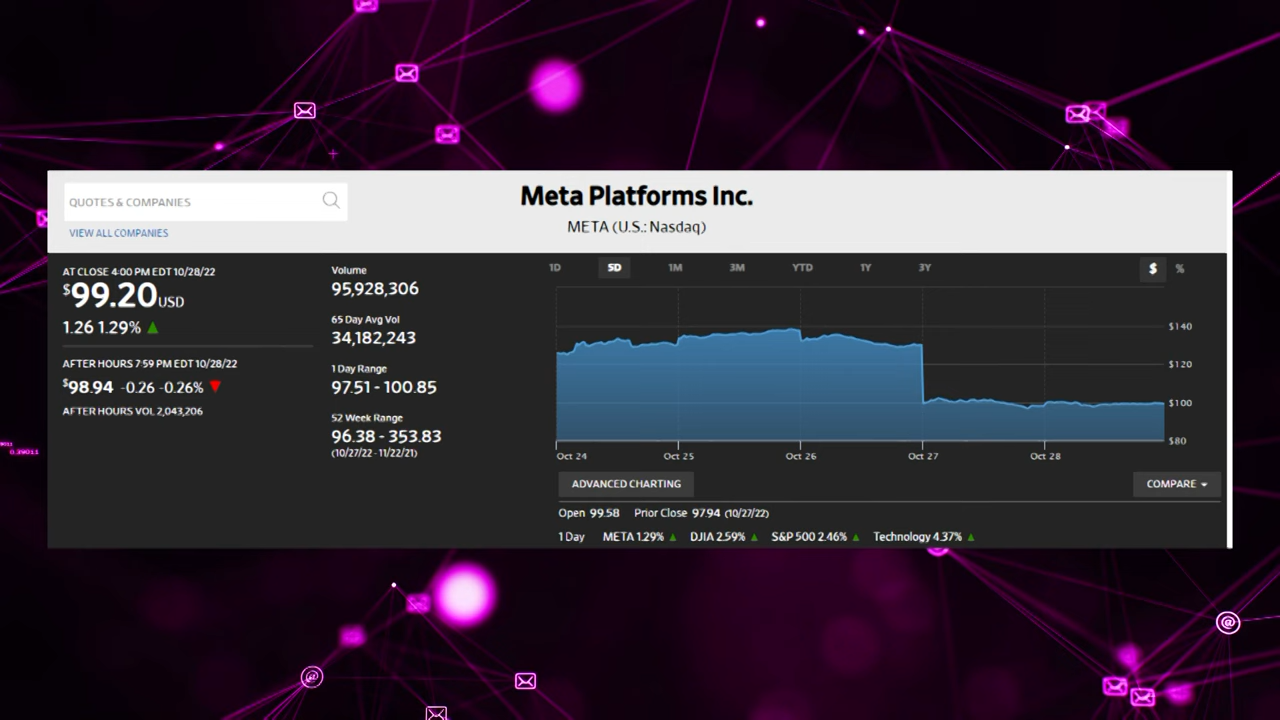 QUOTES & COMPANIES
VIEW ALL COMPANIES
Meta Platforms Inc.
META (U.S.: Nasdaq)
AT CLOSE 4:00 PM EDT 10/28/22
$99.20 USD
1.26 1.29%
AFTER HOURS 7:59 PM EDT 10/28/22
$98.94 -0.26 -0.26%
AFTER HOURS VOL 2,043,206
Volume
95,928,306
65 Day Avg Vol
34,182,243
1 Day Range
97.51 - 100.85
52 Week Range
96.38 - 353.83
(10/27/22 - 11/22/21)
1D 5D 1M 3M YTD 1Y 3Y $ %
$140
$120
$100
$80
Oct 24 Oct 25 Oct 26 Oct 27 Oct 28
ADVANCED CHARTING COMPARE
Open 99.58 Prior Close 97.94 (10/27/22)
1 Day META 1.29% DJIA 2.59% S&P 500 2.46% Technology 4.37%
@
@